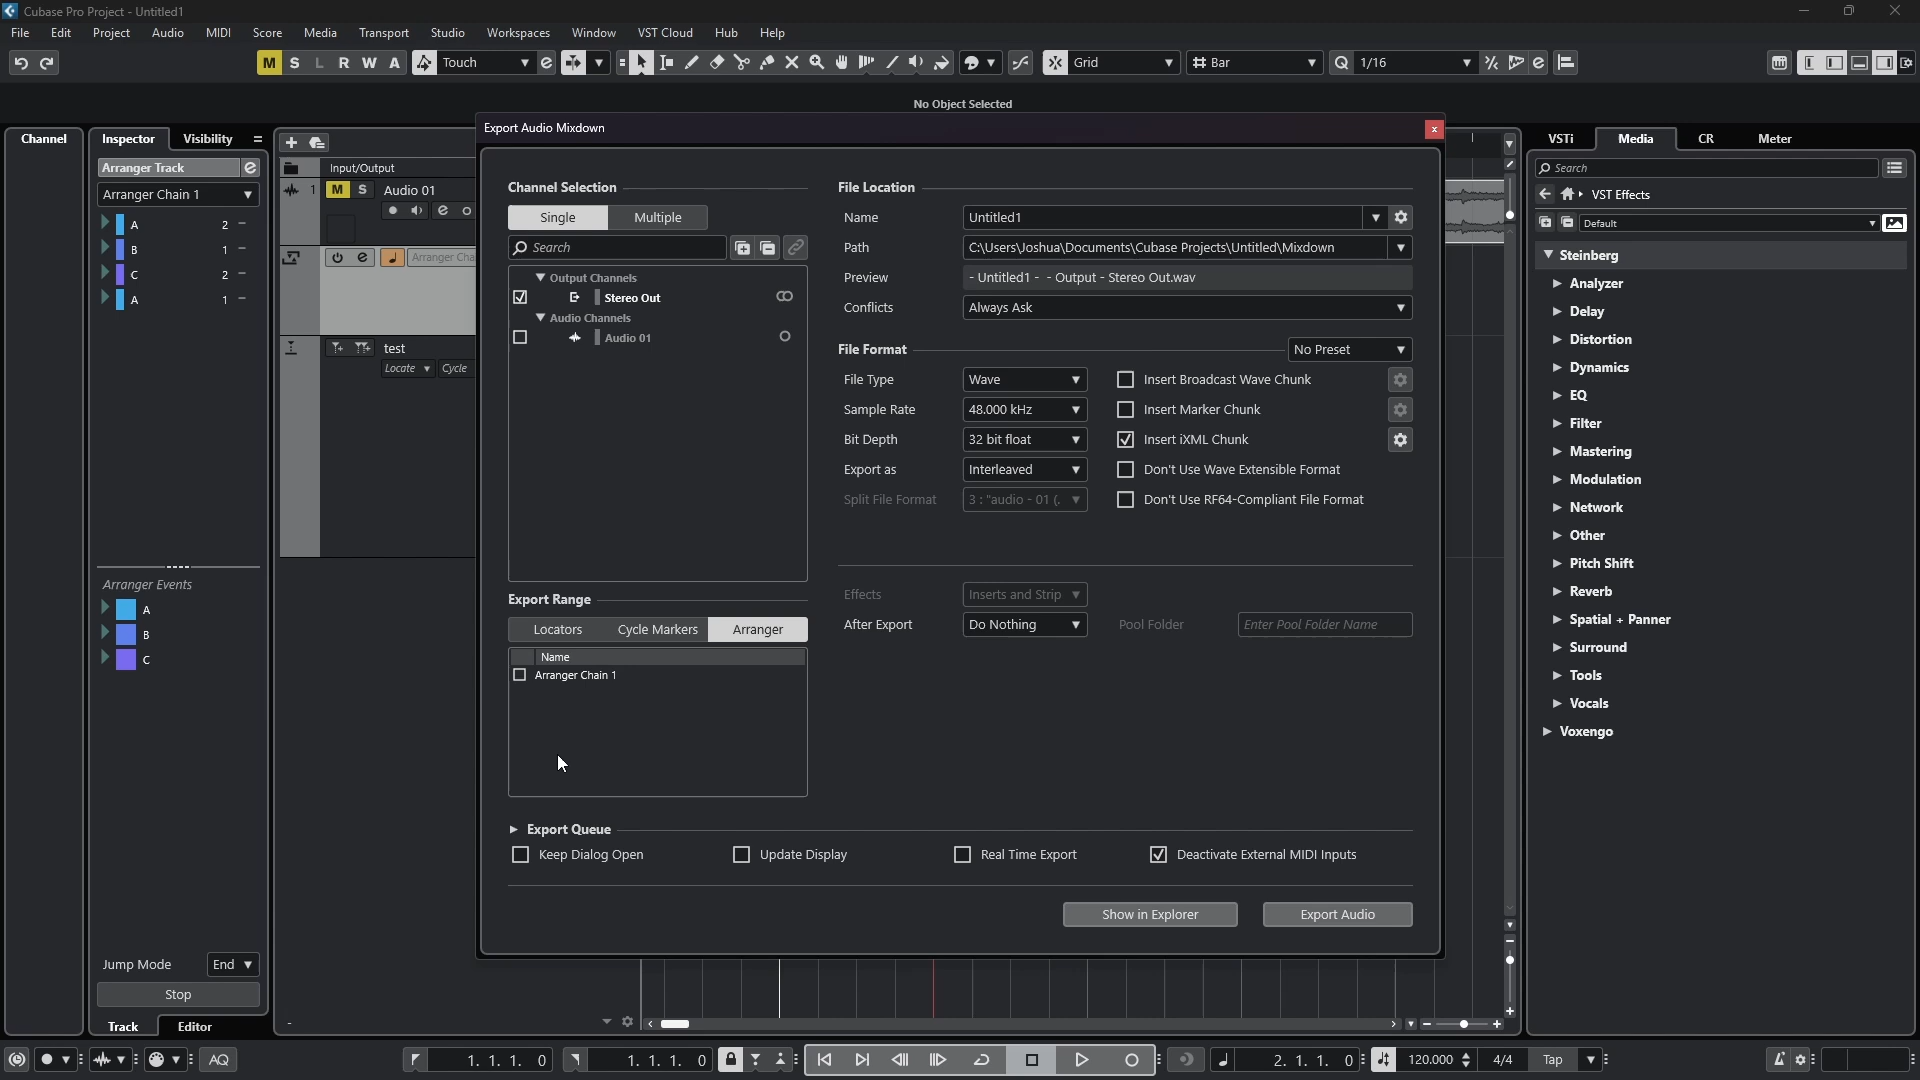 Cubase Pro Project - Untitled1
File Edit Project Audio MIDI Score Media Transport Studio Workspaces Window VST Cloud Hub Help
M S L R W A Touch Grid Bar 1/16
No Object Selected
Channel
Inspector Visibility
Arranger Track
Arranger Chain 1
A 2
B 1
C 2
A 1
Arranger Events
A
B
C
Jump Mode End
Stop
Track Editor
Input/Output
1 M S Audio 01
Arranger Cha
test
Locate Cycle
Export Audio Mixdown
Channel Selection
Single Multiple
Search
Output Channels
Stereo Out
Audio Channels
Audio 01
Export Range
Locators Cycle Markers Arranger
Name
Arranger Chain 1
File Location
Name Untitled1
Path C:\Users\Joshua\Documents\Cubase Projects\Untitled\Mixdown
Preview - Untitled1 - - Output - Stereo Out.wav
Conflicts Always Ask
File Format No Preset
File Type Wave Insert Broadcast Wave Chunk
Sample Rate 48.000 kHz Insert Marker Chunk
Bit Depth 32 bit float Insert iXML Chunk
Export as Interleaved Don't Use Wave Extensible Format
Split File Format 3 : "audio - 01 (. Don't Use RF64-Compliant File Format
Effects Inserts and Strip
After Export Do Nothing Pool Folder Enter Pool Folder Name
Export Queue
Keep Dialog Open Update Display Real Time Export Deactivate External MIDI Inputs
Show in Explorer Export Audio
VSTi Media CR Meter
Search
VST Effects
Default
Steinberg
Analyzer
Delay
Distortion
Dynamics
EQ
Filter
Mastering
Modulation
Network
Other
Pitch Shift
Reverb
Spatial + Panner
Surround
Tools
Vocals
Voxengo
AQ 1. 1. 1. 0 1. 1. 1. 0 2. 1. 1. 0 120.000 4/4 Tap